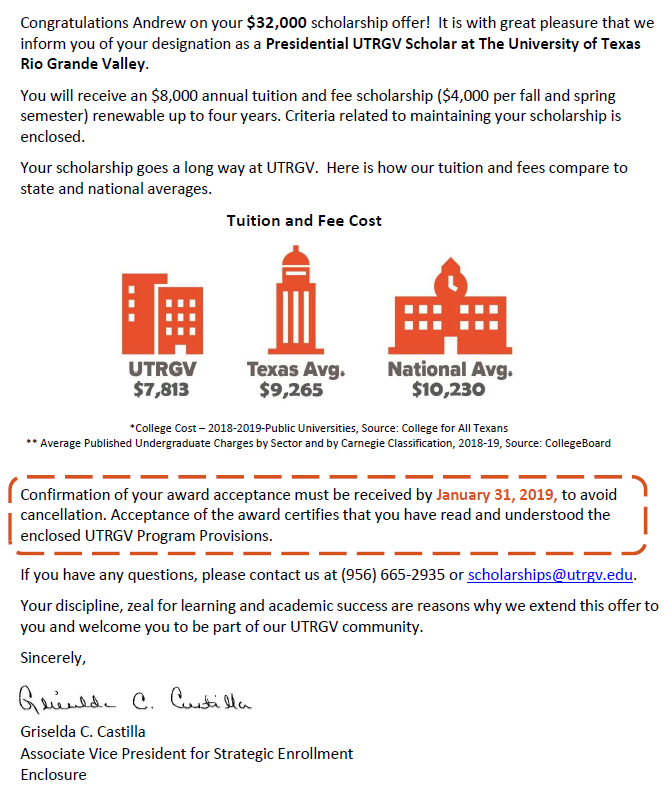 Congratulations Andrew on your $32,000 scholarship offer!  It is with great pleasure that we
inform you of your designation as a Presidential UTRGV Scholar at The University of Texas
Rio Grande Valley.
You will receive an $8,000 annual tuition and fee scholarship ($4,000 per fall and spring
semester) renewable up to four years. Criteria related to maintaining your scholarship is
enclosed.
Your scholarship goes a long way at UTRGV.  Here is how our tuition and fees compare to
state and national averages.
Tuition and Fee Cost
UTRGV Texas Avg. National Avg.
$7,813 $9,265 $10,230
*College Cost – 2018-2019-Public Universities, Source: College for All Texans
** Average Published Undergraduate Charges by Sector and by Carnegie Classification, 2018-19, Source: CollegeBoard
Confirmation of your award acceptance must be received by January 31, 2019, to avoid
cancellation. Acceptance of the award certifies that you have read and understood the
enclosed UTRGV Program Provisions.
If you have any questions, please contact us at (956) 665-2935 or scholarships@utrgv.edu.
Your discipline, zeal for learning and academic success are reasons why we extend this offer to
you and welcome you to be part of our UTRGV community.
Sincerely,
Griselda C. Castilla
Griselda C. Castilla
Associate Vice President for Strategic Enrollment
Enclosure